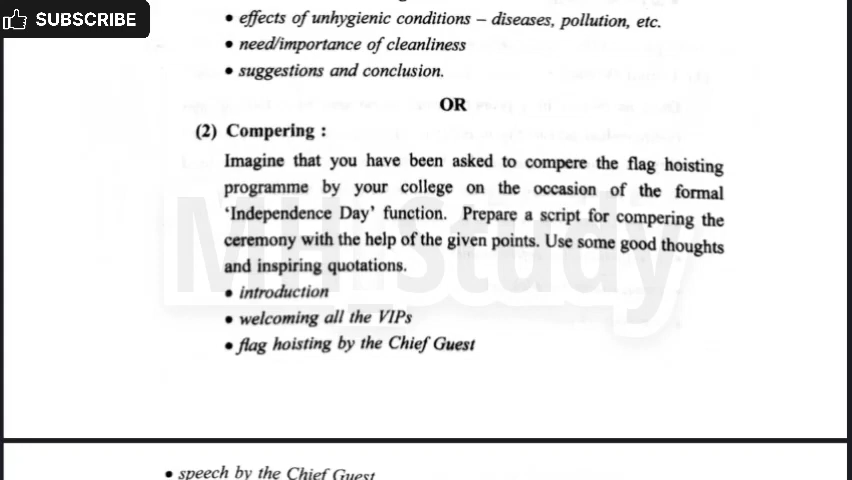 SUBSCRIBE
• effects of unhygienic conditions – diseases, pollution, etc.
• need/importance of cleanliness
• suggestions and conclusion.
OR
(2) Compering :
Imagine that you have been asked to compere the flag hoisting
programme by your college on the occasion of the formal
‘Independence Day’ function. Prepare a script for compering the
ceremony with the help of the given points. Use some good thoughts
and inspiring quotations.
MH_Study
• introduction
• welcoming all the VIPs
• flag hoisting by the Chief Guest
• speech by the Chief Guest